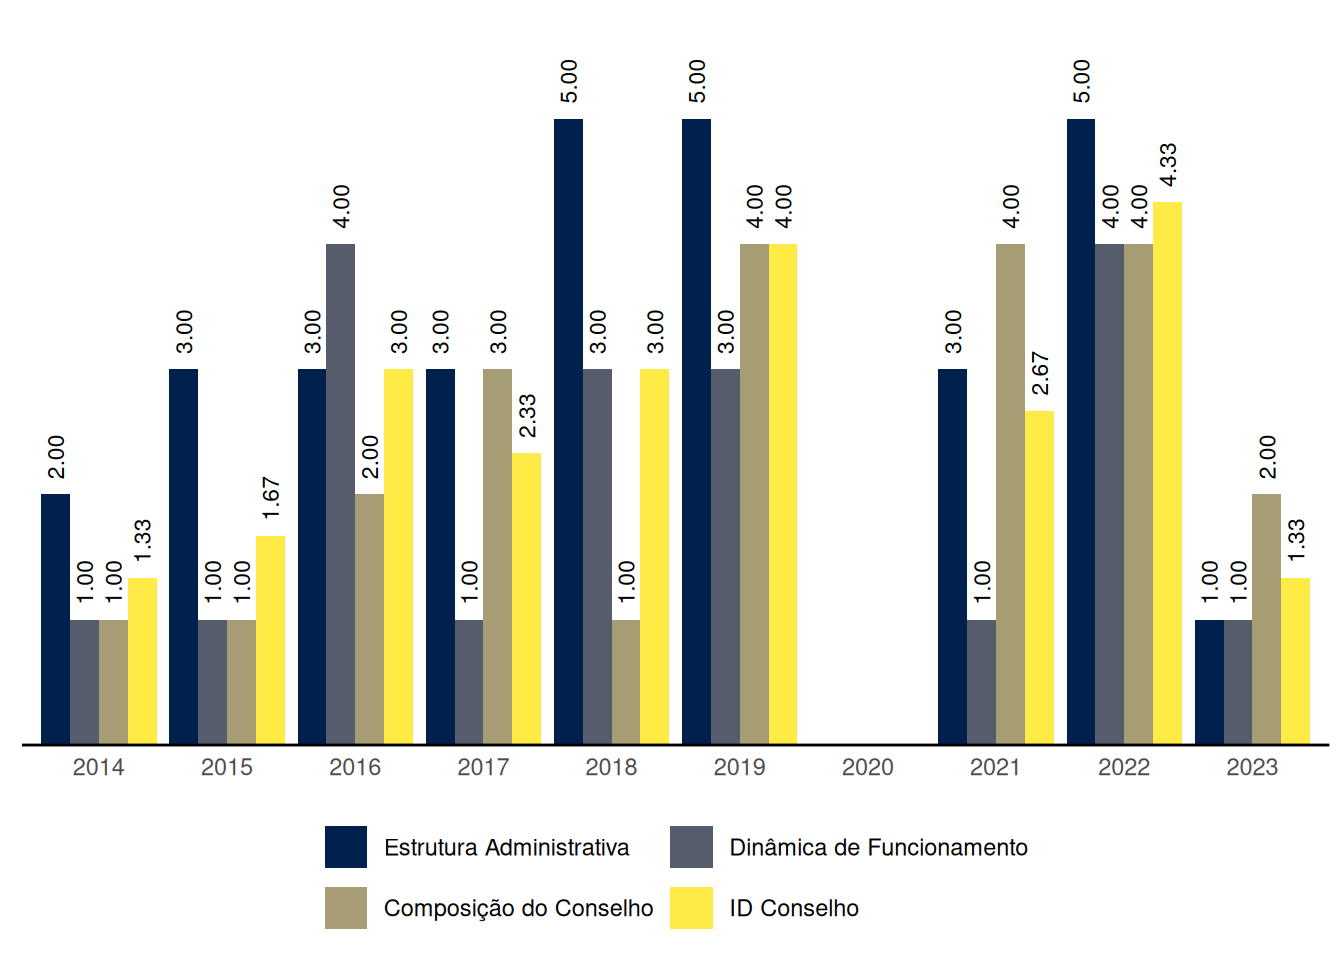 2.00 1.00 1.00 1.33 3.00 1.00 1.00 1.67 3.00 4.00 2.00 3.00 3.00 1.00 3.00 2.33 5.00 3.00 1.00 3.00 5.00 3.00 4.00 4.00 3.00 1.00 4.00 2.67 5.00 4.00 4.00 4.33 1.00 1.00 2.00 1.33
2014 2015 2016 2017 2018 2019 2020 2021 2022 2023
Estrutura Administrativa Dinâmica de Funcionamento
Composição do Conselho ID Conselho